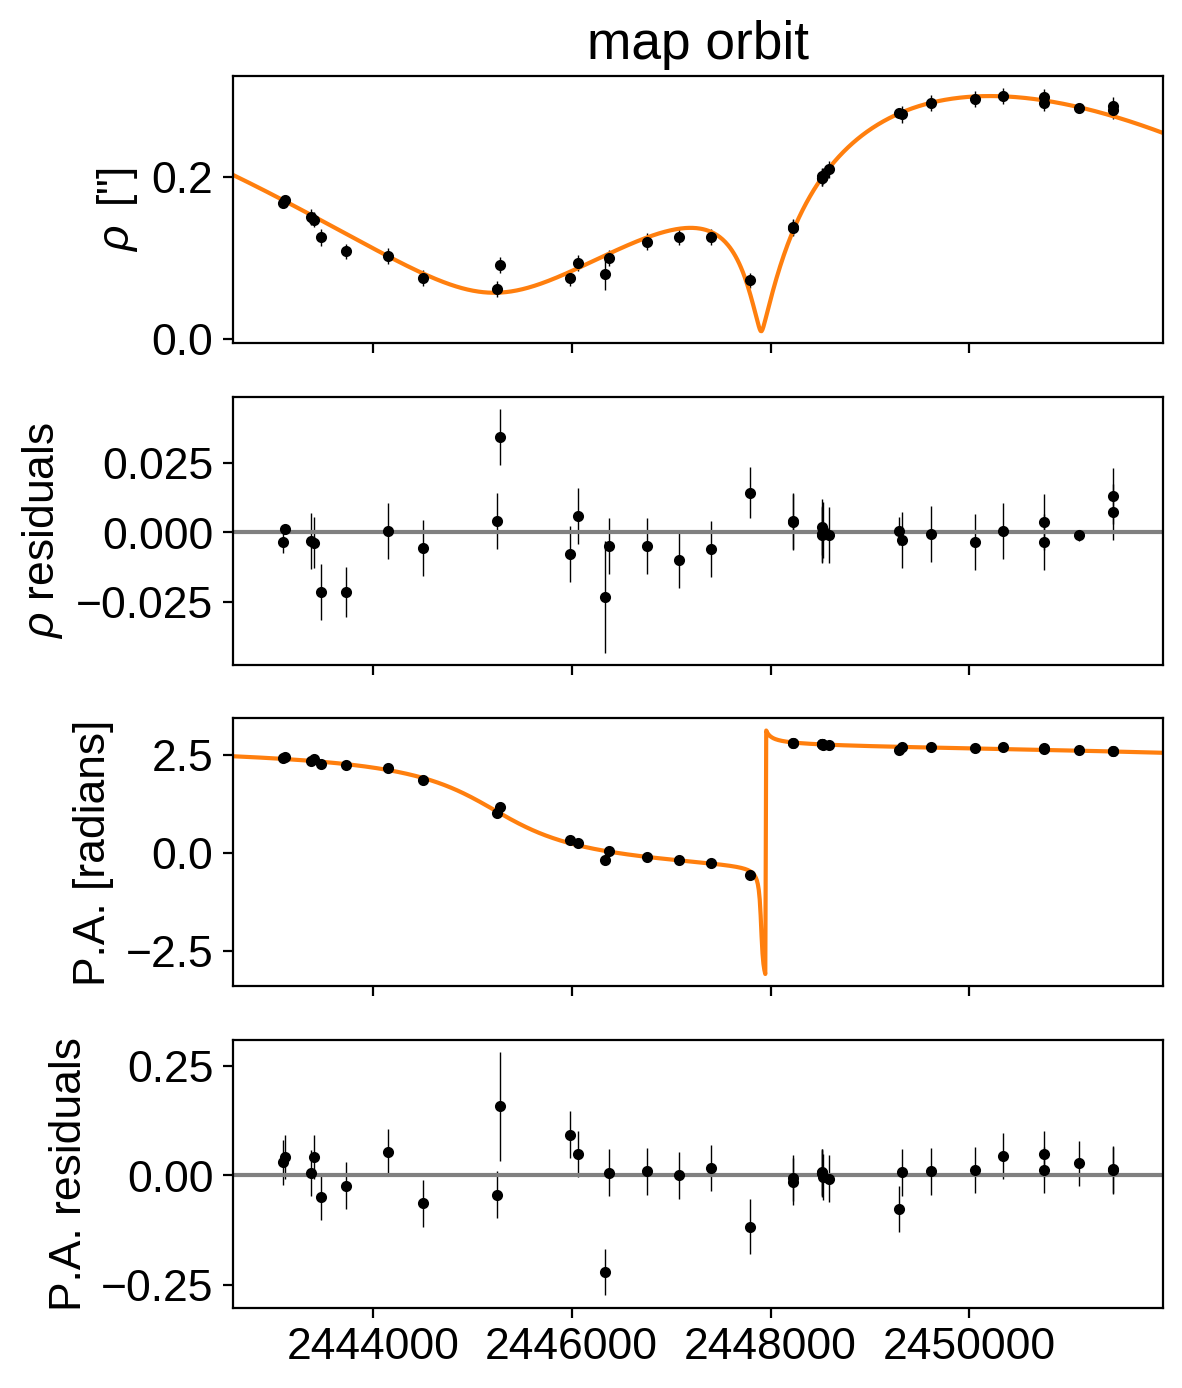 map orbit
ρ ["]
0.2
0.0
ρ residuals
0.025
0.000
−0.025
P.A. [radians]
2.5
0.0
−2.5
P.A. residuals
0.25
0.00
−0.25
2444000 2446000 2448000 2450000